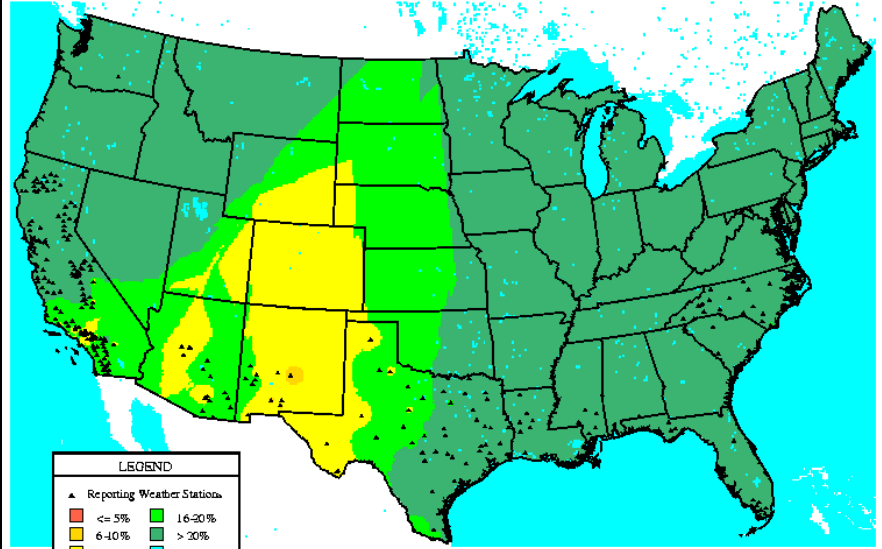 LEGEND
Reporting Weather Stations
<= 5% 16-20%
6-10% > 20%